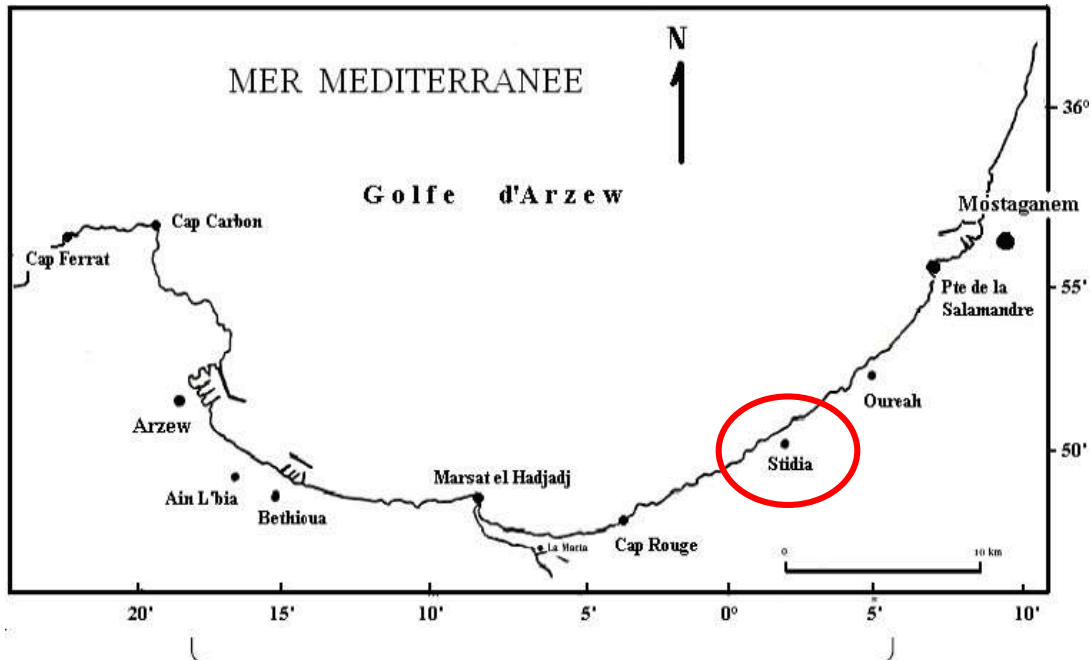 N
MER MEDITERRANEE
36°
Golfe d'Arzew
Mostaganem
Cap Carbon
Cap Ferrat
Pte de la
Salamandre
55'
Oureah
Arzew
50'
Stidia
Marsat el Hadjadj
Ain L'bia
Bethioua
Cap Rouge
La Macta
0
10 km
20'
15'
10'
5'
0°
5'
10'